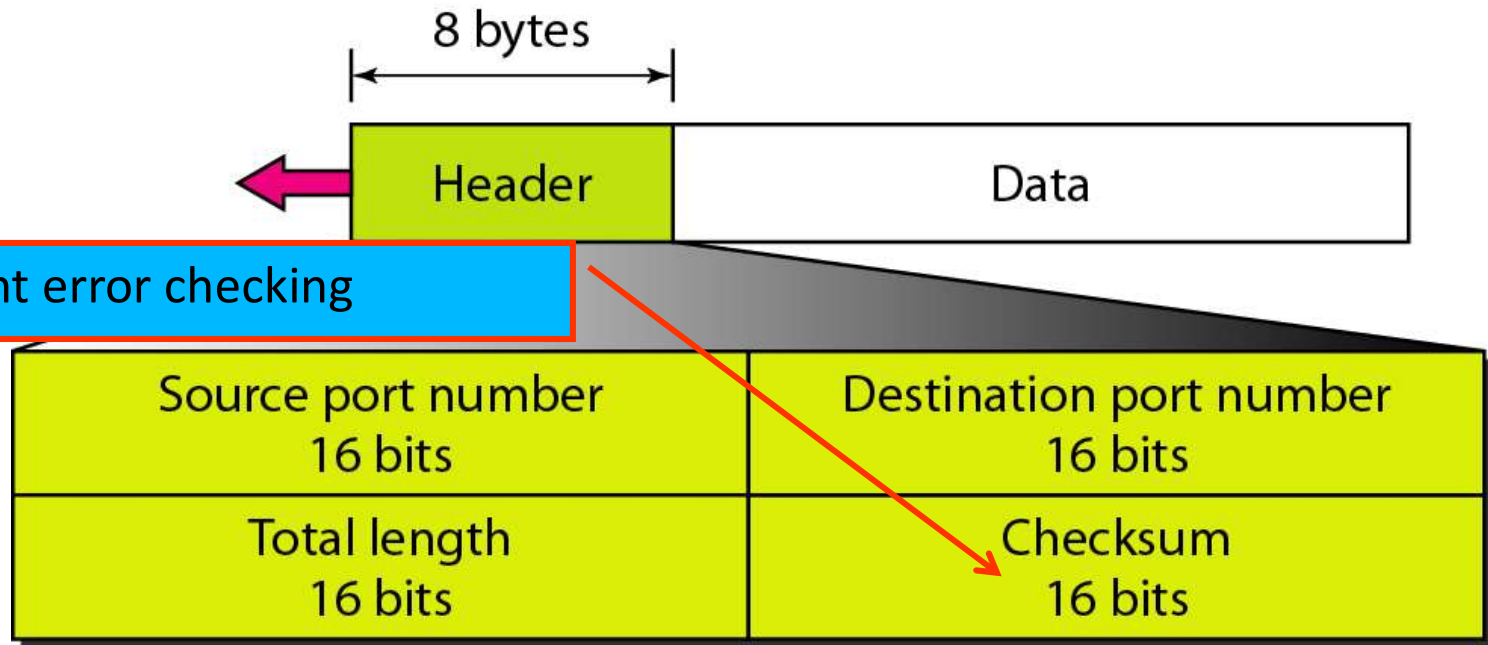 8 bytes
Header
Data
nt error checking
Source port number
16 bits
Destination port number
16 bits
Total length
16 bits
Checksum
16 bits